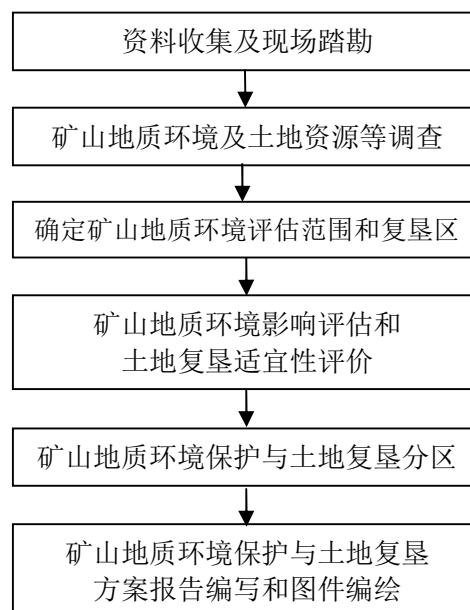 资料收集及现场踏勘
矿山地质环境及土地资源等调查
确定矿山地质环境评估范围和复垦区
矿山地质环境影响评估和
土地复垦适宜性评价
矿山地质环境保护与土地复垦分区
矿山地质环境保护与土地复垦
方案报告编写和图件编绘